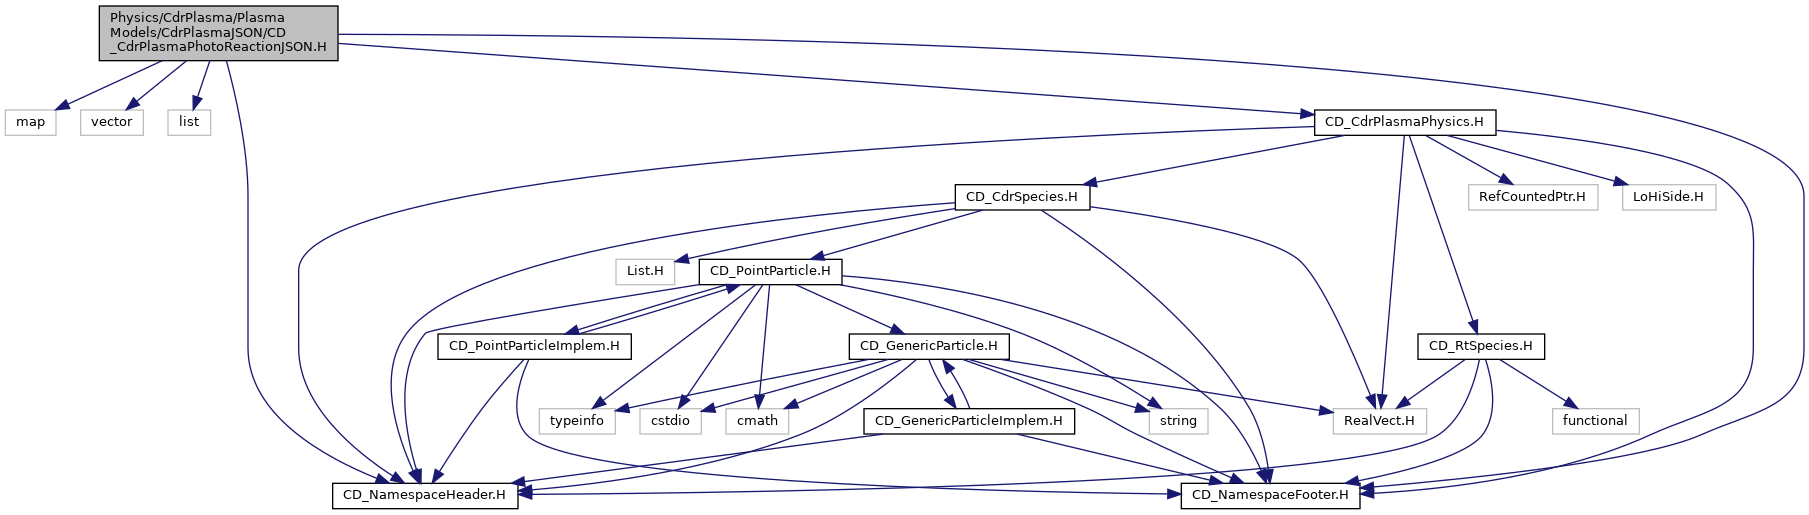 Physics/CdrPlasma/Plasma
Models/CdrPlasmaJSON/CD
_CdrPlasmaPhotoReactionJSON.H
map
vector
list
CD_CdrPlasmaPhysics.H
CD_CdrSpecies.H
RefCountedPtr.H
LoHiSide.H
List.H
CD_PointParticle.H
CD_PointParticleImplem.H
CD_GenericParticle.H
CD_RtSpecies.H
typeinfo
cstdio
cmath
CD_GenericParticleImplem.H
string
RealVect.H
functional
CD_NamespaceHeader.H
CD_NamespaceFooter.H